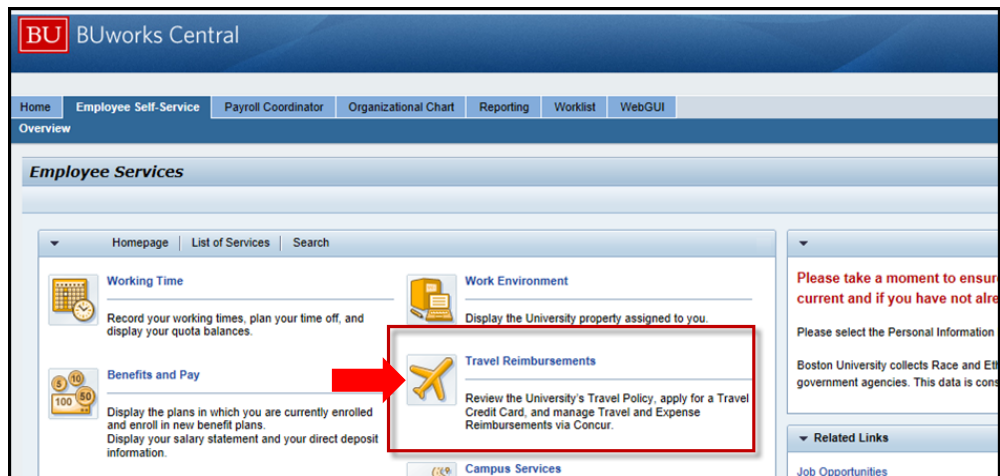 BU BUworks Central
Home Employee Self-Service Payroll Coordinator Organizational Chart Reporting Worklist WebGUI
Overview
Employee Services
Homepage List of Services Search
Working Time
Record your working times, plan your time off, and
display your quota balances.
Benefits and Pay
Display the plans in which you are currently enrolled
and enroll in new benefit plans.
Display your salary statement and your direct deposit
information.
5 10
100 50
Work Environment
Display the University property assigned to you.
Travel Reimbursements
Review the University's Travel Policy, apply for a Travel
Credit Card, and manage Travel and Expense
Reimbursements via Concur.
Campus Services
Please take a moment to ensur
current and if you have not alre
Please select the Personal Information
Boston University collects Race and Eth
government agencies. This data is cons
Related Links
Job Opportunities